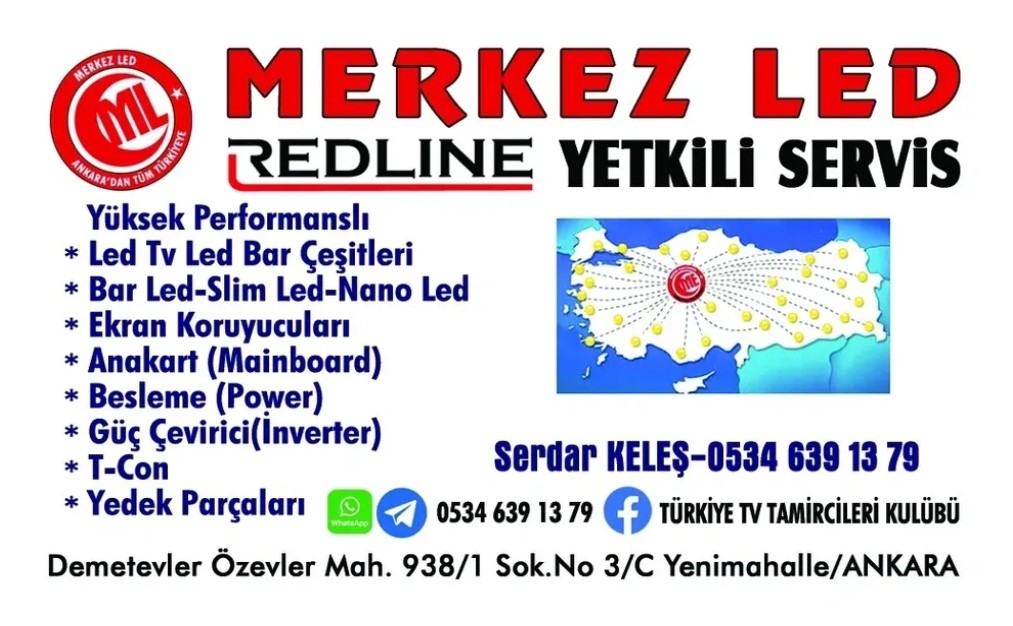 MERKEZ LED
ML
ANKARA'DAN TÜM TÜRKİYEYE
MERKEZ LED
REDLINE YETKİLİ SERVİS
Yüksek Performanslı
* Led Tv Led Bar Çeşitleri
* Bar Led-Slim Led-Nano Led
* Ekran Koruyucuları
* Anakart (Mainboard)
* Besleme (Power)
* Güç Çevirici(İnverter)
* T-Con
* Yedek Parçaları
ML
Serdar KELEŞ-0534 639 13 79
WhatsApp
0534 639 13 79
TÜRKİYE TV TAMİRCİLERİ KULÜBÜ
Demetevler Özevler Mah. 938/1 Sok.No 3/C Yenimahalle/ANKARA